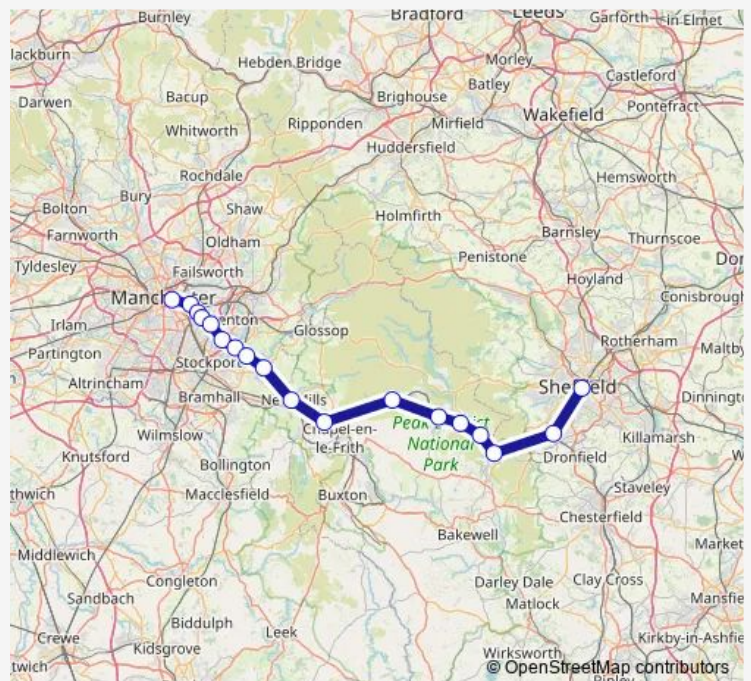 Burnley
Bradford
Leeds
Garforth
in Elmet
lackburn
Hebden Bridge
Morley
Castleford
Batley
Darwen
Bacup
Brighouse
Pontefract
Whitworth
Ripponden
Mirfield
Wakefield
Huddersfield
Rochdale
Hemsworth
Bolton
Bury
Shaw
Holmfirth
Farnworth
Oldham
Barnsley
Thurnscoe
Tyldesley
Failsworth
Penistone
Don
Hoyland
Conisbrough
Irlam
enton
Glossop
Rotherham
Partington
Stockport
Maltby
Altrincham
Bramhall
Sheffield
Dinnington
Chapel-en-
le-Frith
Peak District
National
Park
Wilmslow
Killamarsh
Knutsford
Bollington
Dronfield
W
thwich
Macclesfield
Buxton
Staveley
Chesterfield
Bakewell
Market
Middlewich
Congleton
Darley Dale
Clay Cross
Sandbach
Matlock
Mansfie
Biddulph
Crewe
Leek
Kirkby-in-Ashfie
Kidsgrove
twich
Wirksworth
© OpenStreetMap contributors